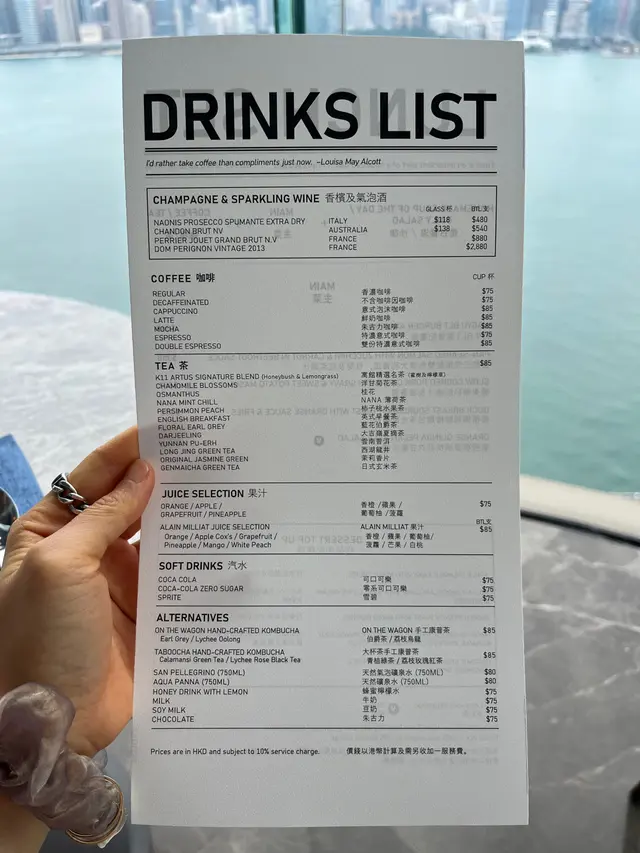 DRINKS LIST
I'd rather take coffee than compliments just now. –Louisa May Alcott
CHAMPAGNE & SPARKLING WINE 香檳及氣泡酒
GLASS 杯 BTL 支
NAONIS PROSECCO SPUMANTE EXTRA DRY ITALY $118 $480
CHANDON BRUT NV AUSTRALIA $138 $540
PERRIER JOUET GRAND BRUT N.V FRANCE $880
DOM PERIGNON VINTAGE 2013 FRANCE $2,880
COFFEE 咖啡 CUP 杯
REGULAR 香濃咖啡 $75
DECAFFEINATED 不含咖啡因咖啡 $75
CAPPUCCINO 意式泡沫咖啡 $85
LATTE 鮮奶咖啡 $85
MOCHA 朱古力咖啡 $85
ESPRESSO 特濃意式咖啡 $75
DOUBLE ESPRESSO 雙份特濃意式咖啡 $85
TEA 茶 $85
K11 ARTUS SIGNATURE BLEND (Honeybush & Lemongrass)
CHAMOMILE BLOSSOMS 洋甘菊花茶
OSMANTHUS 桂花
NANA MINT CHILL NANA 薄荷茶
PERSIMMON PEACH 柿子桃水果茶
ENGLISH BREAKFAST 英式早餐茶
FLORAL EARL GREY 藍花伯爵茶
DARJEELING 大吉嶺夏摘茶
YUNNAN PU-ERH 雲南普洱
LONG JING GREEN TEA 西湖龍井
ORIGINAL JASMINE GREEN 茉莉香片
GENMAICHA GREEN TEA 日式玄米茶
JUICE SELECTION 果汁
ORANGE / APPLE / 香橙 / 蘋果 / $75
GRAPEFRUIT / PINEAPPLE 葡萄柚 / 菠蘿
BTL 支
ALAIN MILLIAT JUICE SELECTION ALAIN MILLIAT 果汁 $85
Orange / Apple Cox's / Grapefruit / 香橙 / 蘋果 / 葡萄柚/
Pineapple / Mango / White Peach 菠蘿 / 芒果 / 白桃
SOFT DRINKS 汽水
COCA COLA 可口可樂 $75
COCA-COLA ZERO SUGAR 零系可口可樂 $75
SPRITE 雪碧 $75
ALTERNATIVES
ON THE WAGON HAND-CRAFTED KOMBUCHA ON THE WAGON 手工康普茶 $85
Earl Grey / Lychee Oolong 伯爵茶 / 荔枝烏龍
TABOOCHA HAND-CRAFTED KOMBUCHA 大杯茶手工康普茶 $85
Calamansi Green Tea / Lychee Rose Black Tea 青柚綠茶 / 荔枝玫瑰紅茶
SAN PELLEGRINO (750ML) 天然氣泡礦泉水 (750ML) $80
AQUA PANNA (750ML) 天然礦泉水 (750ML) $80
HONEY DRINK WITH LEMON 蜂蜜檸檬水 $75
MILK 牛奶 $75
SOY MILK 豆奶 $75
CHOCOLATE 朱古力 $75
Prices are in HKD and subject to 10% service charge. 價錢以港幣計算及需另收加一服務費。